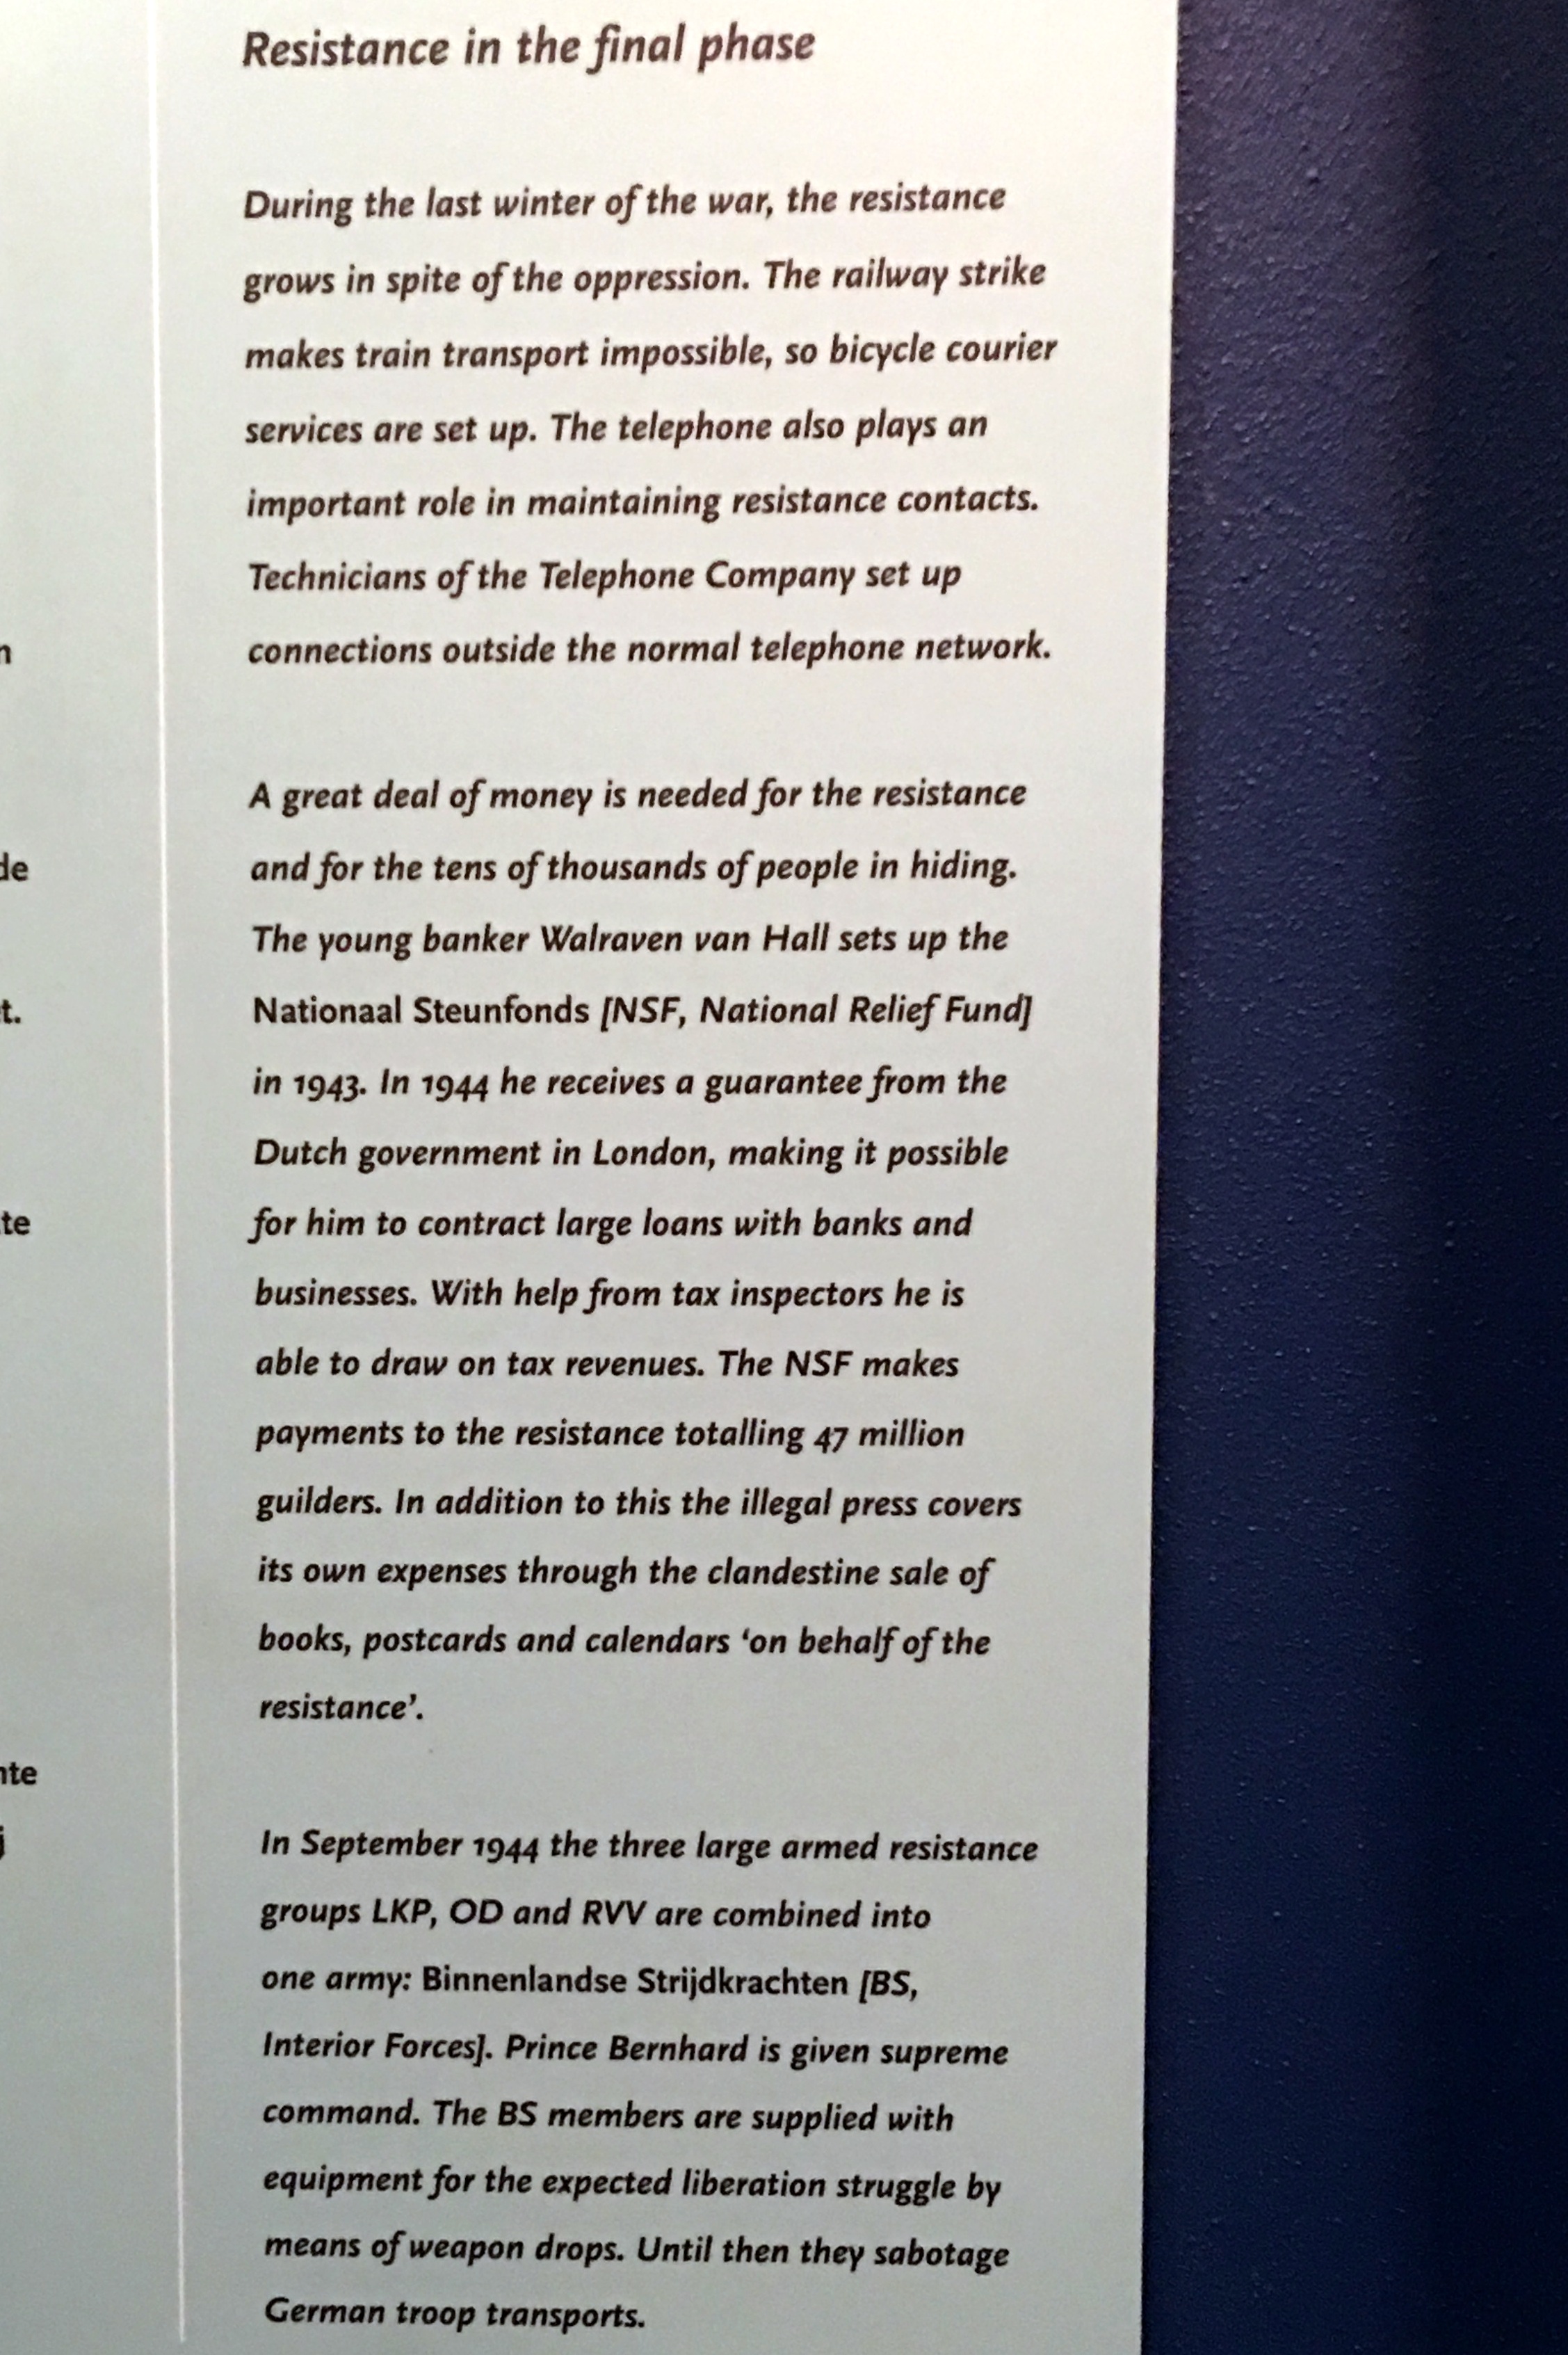 Resistance in the final phase
During the last winter of the war, the resistance
grows in spite of the oppression. The railway strike
makes train transport impossible, so bicycle courier
services are set up. The telephone also plays an
important role in maintaining resistance contacts.
Technicians of the Telephone Company set up
connections outside the normal telephone network.
A great deal of money is needed for the resistance
and for the tens of thousands of people in hiding.
The young banker Walraven van Hall sets up the
Nationaal Steunfonds [NSF, National Relief Fund]
in 1943. In 1944 he receives a guarantee from the
Dutch government in London, making it possible
for him to contract large loans with banks and
businesses. With help from tax inspectors he is
able to draw on tax revenues. The NSF makes
payments to the resistance totalling 47 million
guilders. In addition to this the illegal press covers
its own expenses through the clandestine sale of
books, postcards and calendars ‘on behalf of the
resistance’.
In September 1944 the three large armed resistance
groups LKP, OD and RVV are combined into
one army: Binnenlandse Strijdkrachten [BS,
Interior Forces]. Prince Bernhard is given supreme
command. The BS members are supplied with
equipment for the expected liberation struggle by
means of weapon drops. Until then they sabotage
German troop transports.